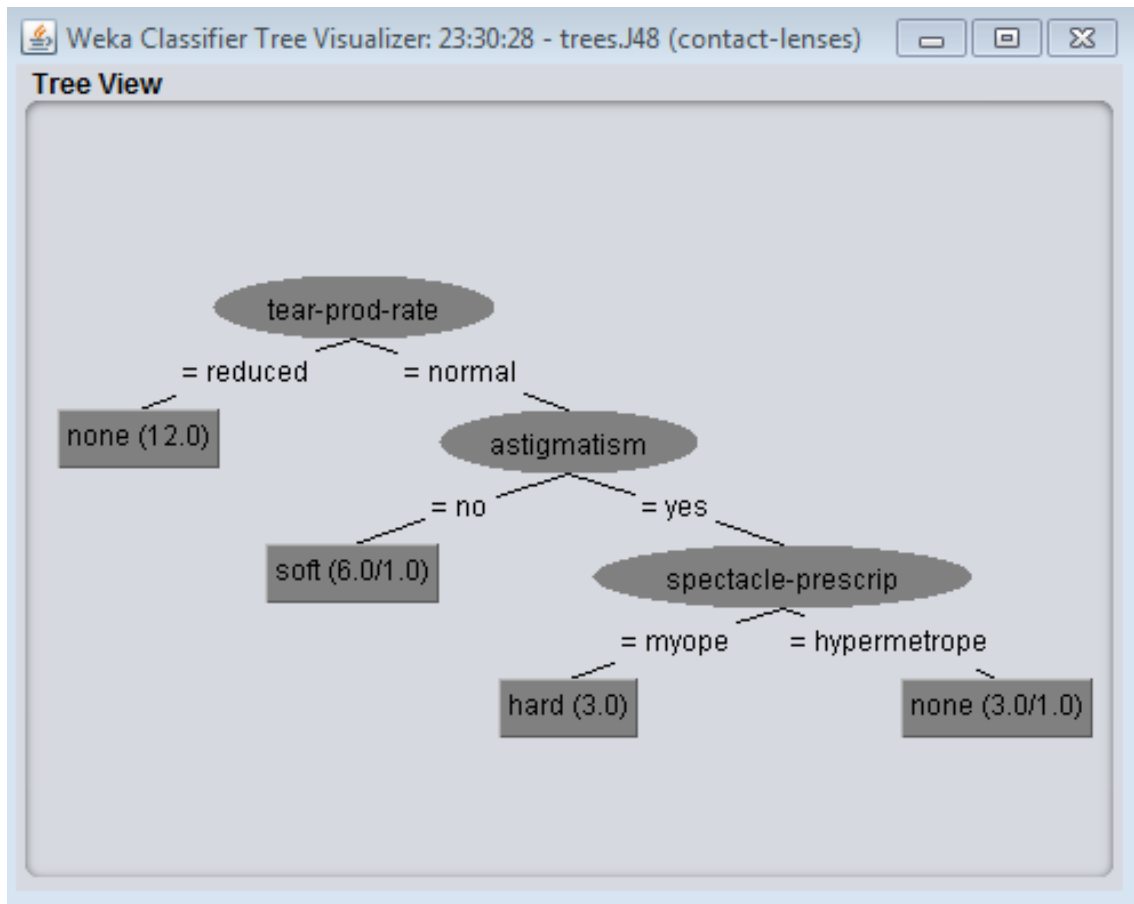 Weka Classifier Tree Visualizer: 23:30:28 - trees.J48 (contact-lenses)
Tree View
tear-prod-rate
= reduced
= normal
none (12.0)
astigmatism
= no
= yes
soft (6.0/1.0)
spectacle-prescrip
= myope
= hypermetrope
hard (3.0)
none (3.0/1.0)